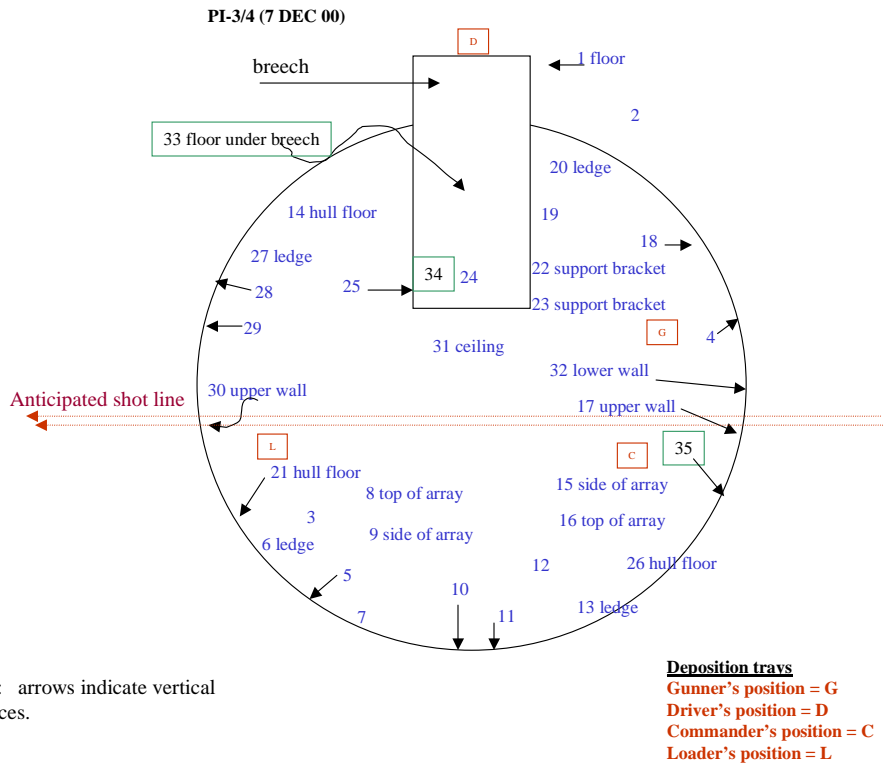 PI-3/4 (7 DEC 00)
D
1 floor
breech
2
33 floor under breech
20 ledge
14 hull floor
19
18
27 ledge
34
24
22 support bracket
25
28
23 support bracket
29
G
4
31 ceiling
32 lower wall
30 upper wall
Anticipated shot line
17 upper wall
L
C
35
21 hull floor
15 side of array
8 top of array
3
16 top of array
9 side of array
6 ledge
12
26 hull floor
5
10
13 ledge
7
11
: arrows indicate vertical
ces.
Deposition trays
Gunner's position = G
Driver's position = D
Commander's position = C
Loader's position = L